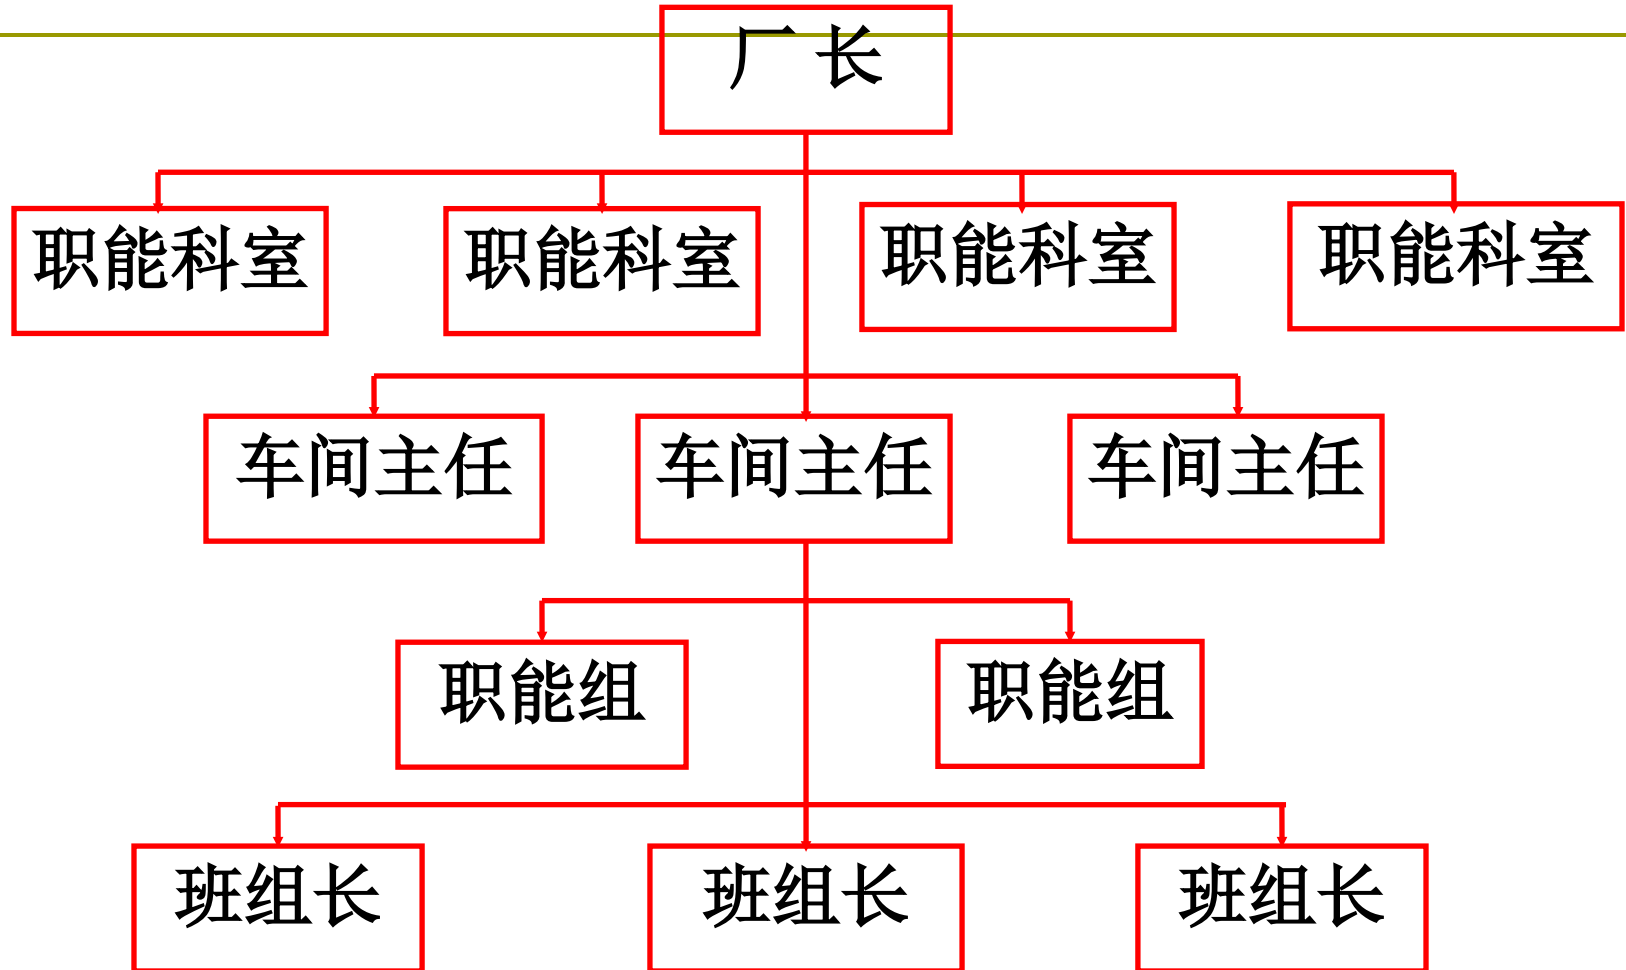 厂 长
职能科室 职能科室 职能科室 职能科室
车间主任 车间主任 车间主任
职能组 职能组
班组长 班组长 班组长